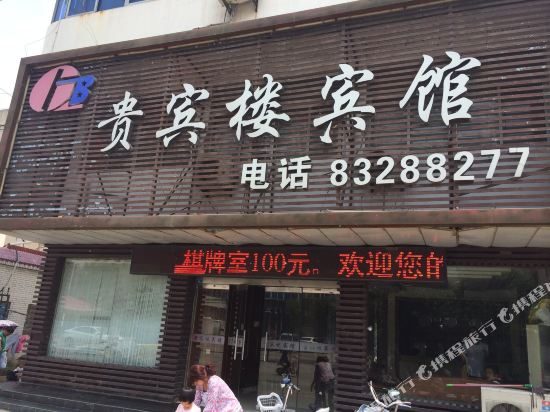 GB
贵宾楼宾馆
电话 83288277
棋牌室100元。欢迎您的
携程旅行
携程旅行